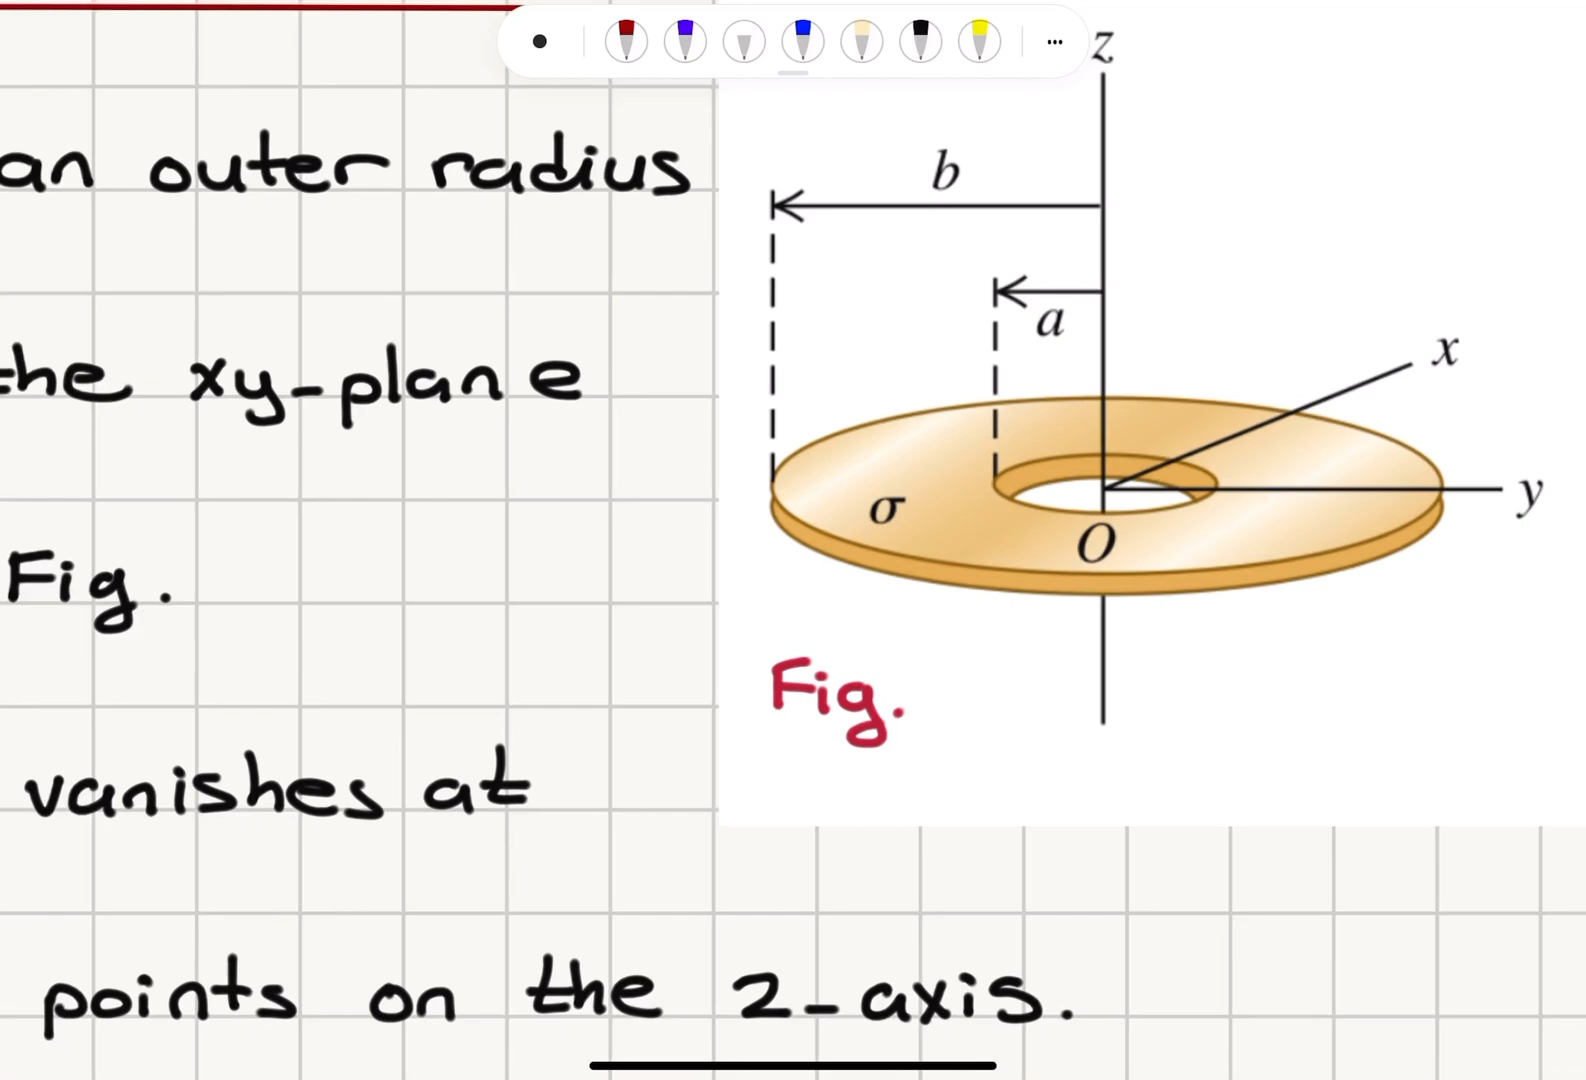 an outer radius
the xy-plane
Fig.
vanishes at
points on the z-axis.
z
b
a
x
y
σ
O
Fig.